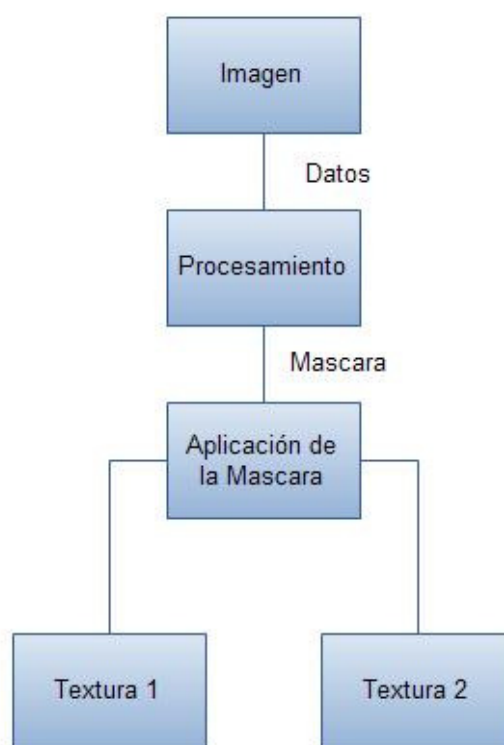 Imagen
Datos
Procesamiento
Mascara
Aplicación de
la Mascara
Textura 1
Textura 2